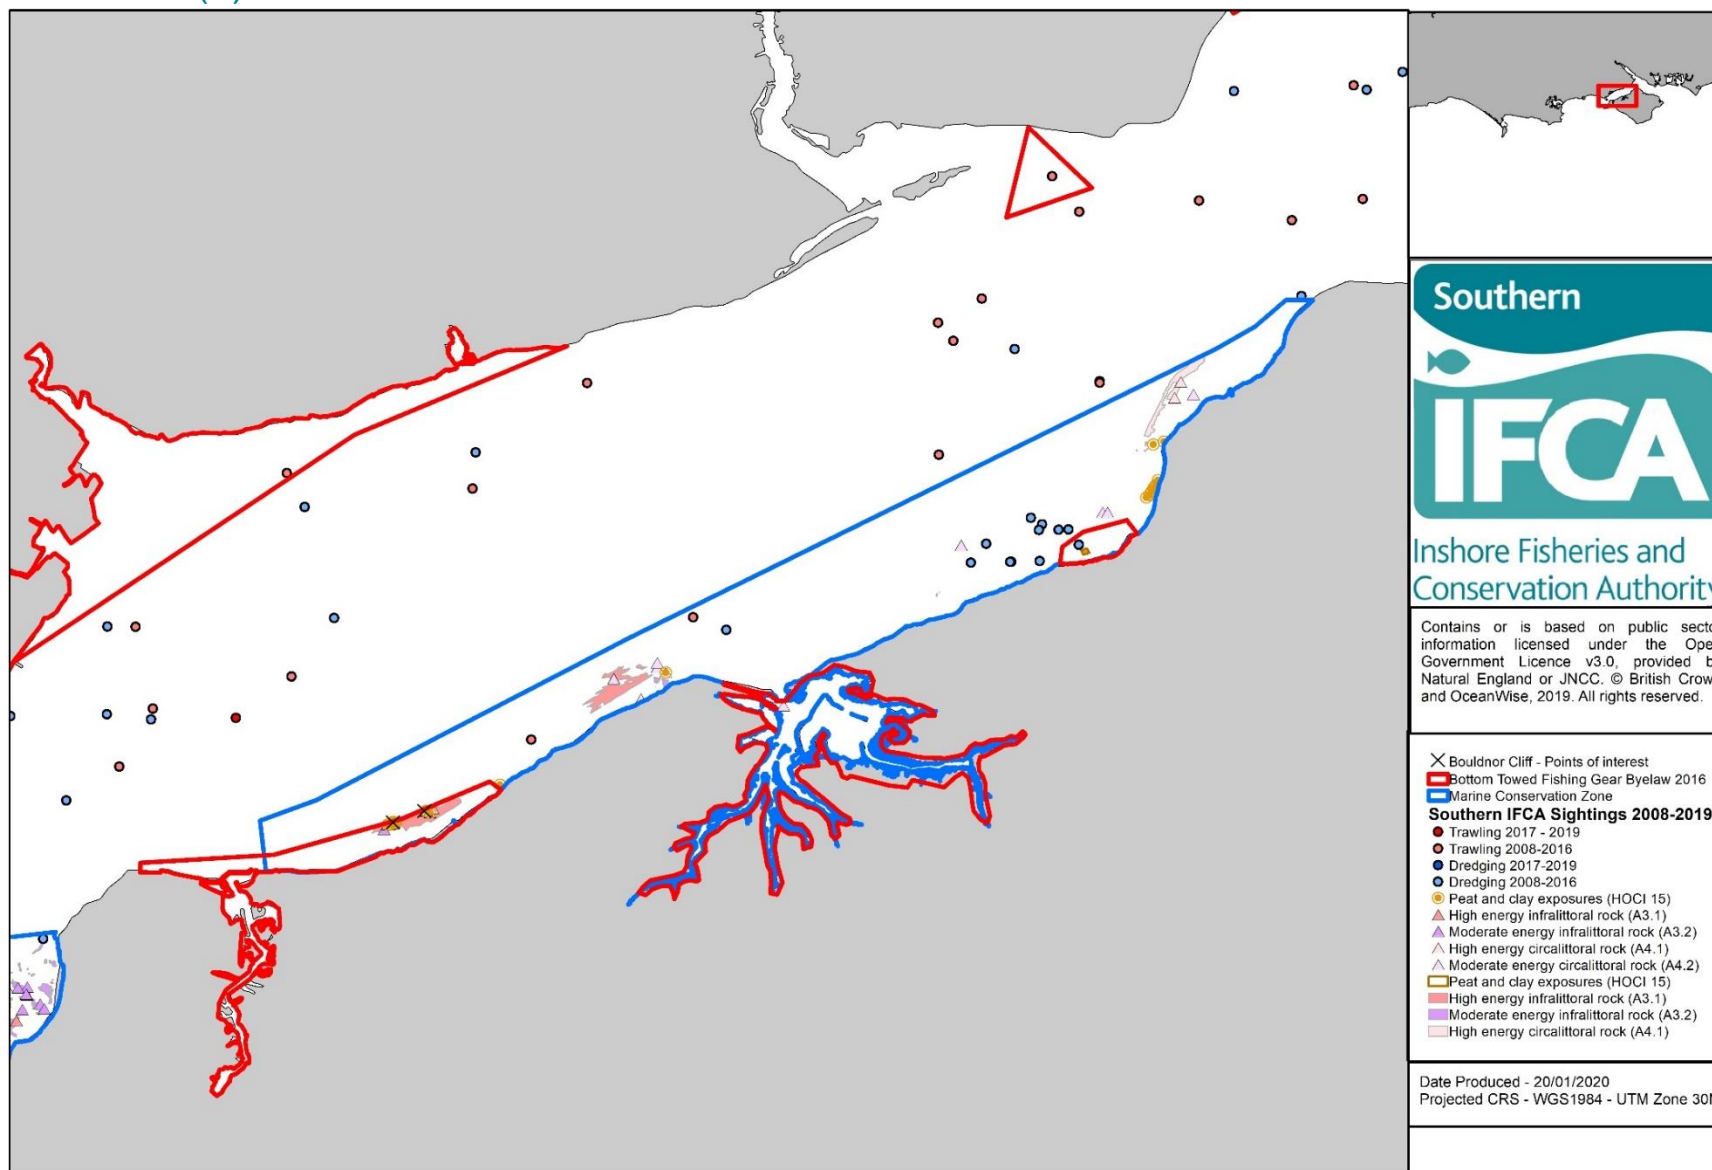 Southern
IFCA
Inshore Fisheries and
Conservation Authority
Contains or is based on public secto
information licensed under the Ope
Government Licence v3.0, provided b
Natural England or JNCC. © British Crow
and OceanWise, 2019. All rights reserved.
Bouldnor Cliff - Points of interest
Bottom Towed Fishing Gear Byelaw 2016
Marine Conservation Zone
Southern IFCA Sightings 2008-2019
Trawling 2017 - 2019
Trawling 2008-2016
Dredging 2017-2019
Dredging 2008-2016
Peat and clay exposures (HOCI 15)
High energy infralittoral rock (A3.1)
Moderate energy infralittoral rock (A3.2)
High energy circalittoral rock (A4.1)
Moderate energy circalittoral rock (A4.2)
Peat and clay exposures (HOCI 15)
High energy infralittoral rock (A3.1)
Moderate energy infralittoral rock (A3.2)
High energy circalittoral rock (A4.1)
Date Produced - 20/01/2020
Projected CRS - WGS1984 - UTM Zone 30N